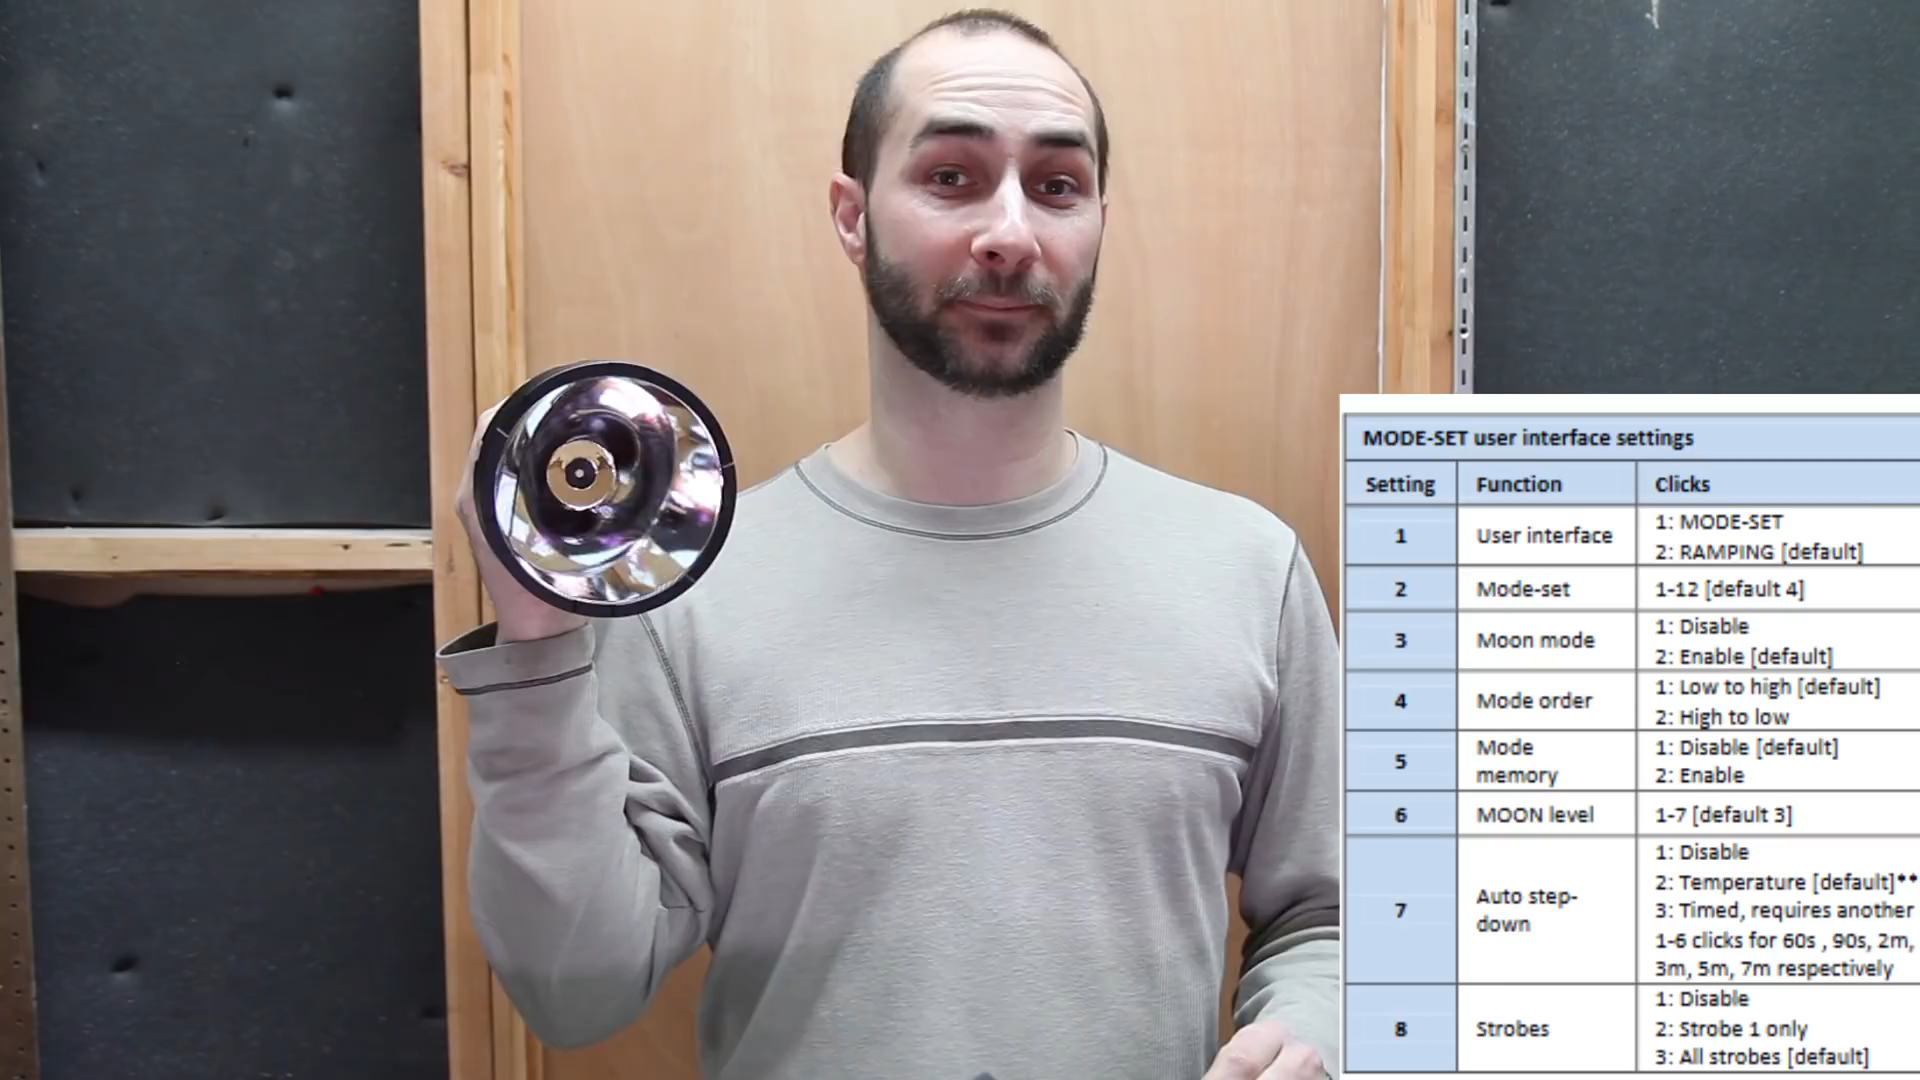 MODE-SET user interface settings
Setting Function Clicks
1 User interface 1: MODE-SET
2: RAMPING [default]
2 Mode-set 1-12 [default 4]
3 Moon mode 1: Disable
2: Enable [default]
4 Mode order 1: Low to high [default]
2: High to low
5 Mode memory 1: Disable [default]
2: Enable
6 MOON level 1-7 [default 3]
7 Auto step-down 1: Disable
2: Temperature [default]**
3: Timed, requires another
1-6 clicks for 60s , 90s, 2m,
3m, 5m, 7m respectively
8 Strobes 1: Disable
2: Strobe 1 only
3: All strobes [default]